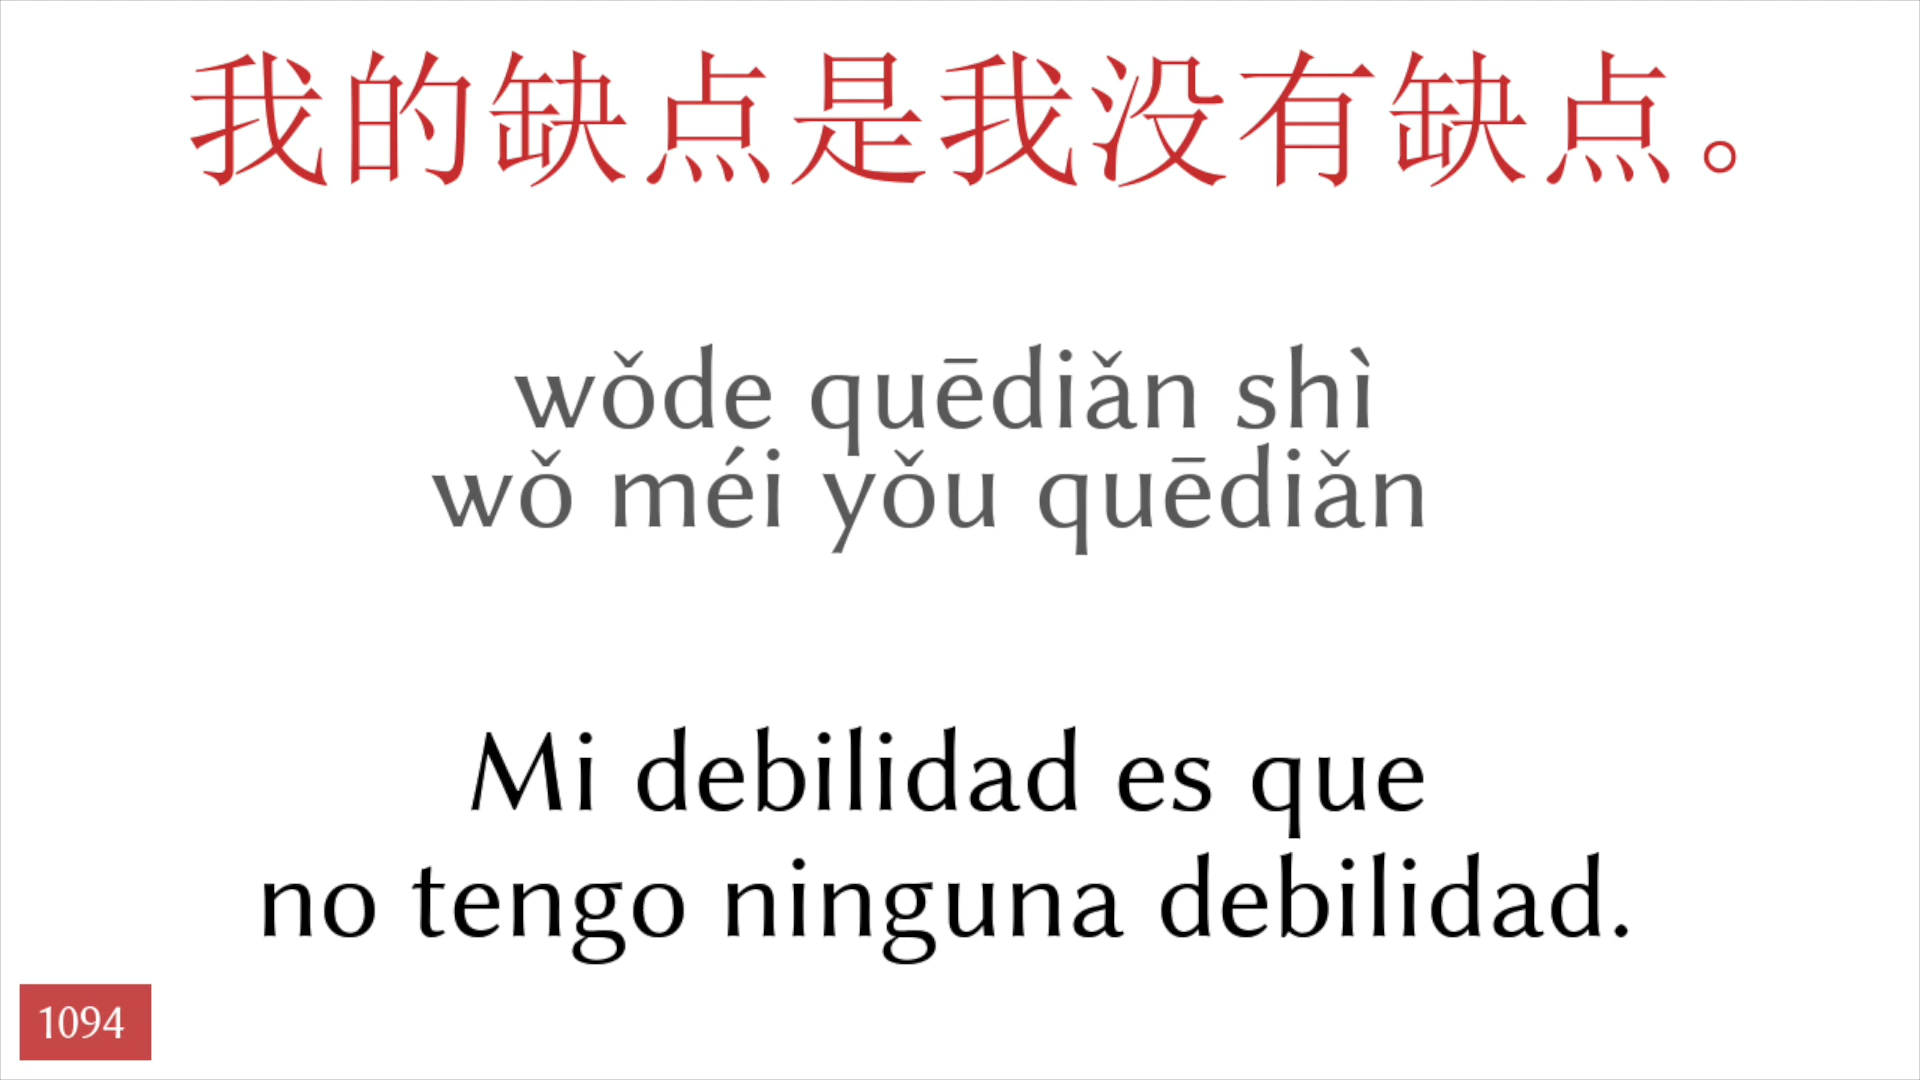 我的缺点是我没有缺点。
wǒde quēdiǎn shì
wǒ méi yǒu quēdiǎn
Mi debilidad es que
no tengo ninguna debilidad.
1094